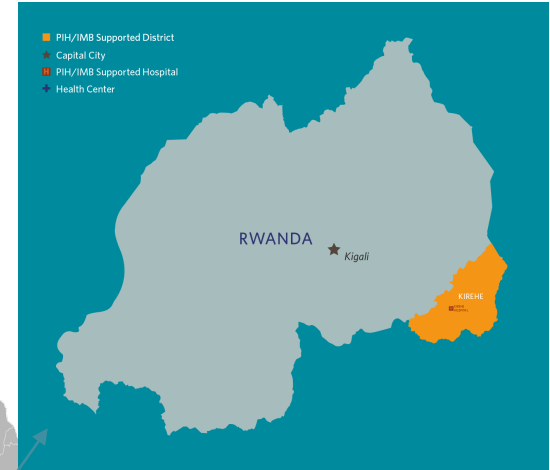 PIH/IMB Supported District
Capital City
H PIH/IMB Supported Hospital
Health Center
RWANDA
Kigali
KIREHE